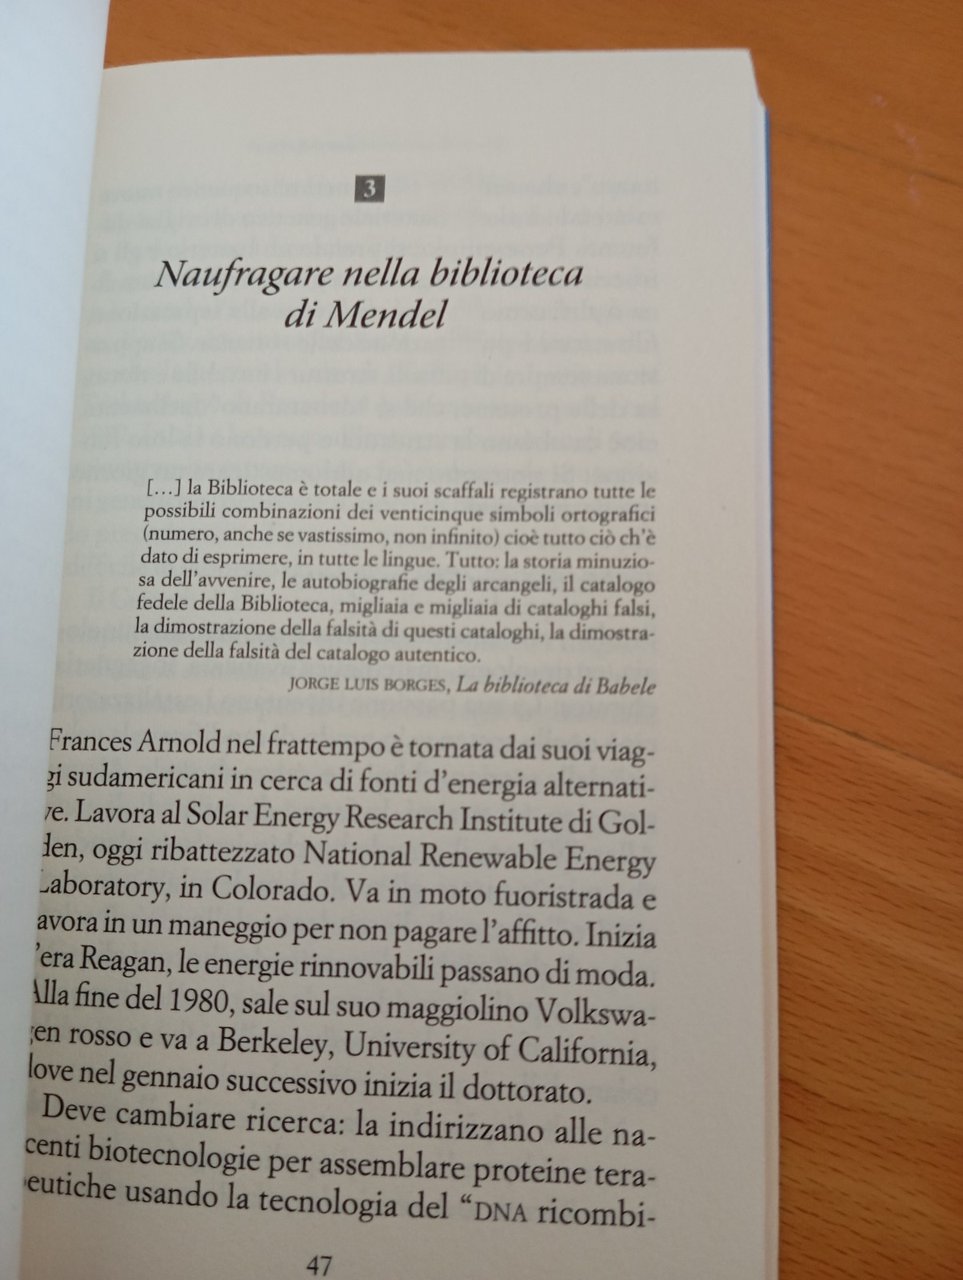 3
Naufragare nella biblioteca
di Mendel
[…] la Biblioteca è totale e i suoi scaffali registrano tutte le
possibili combinazioni dei venticinque simboli ortografici
(numero, anche se vastissimo, non infinito) cioè tutto ciò ch'è
dato di esprimere, in tutte le lingue. Tutto: la storia minuzio-
sa dell'avvenire, le autobiografie degli arcangeli, il catalogo
fedele della Biblioteca, migliaia e migliaia di cataloghi falsi,
la dimostrazione della falsità di questi cataloghi, la dimostra-
zione della falsità del catalogo autentico.
JORGE LUIS BORGES, La biblioteca di Babele
Frances Arnold nel frattempo è tornata dai suoi viag-
gi sudamericani in cerca di fonti d'energia alternati-
ve. Lavora al Solar Energy Research Institute di Gol-
den, oggi ribattezzato National Renewable Energy
Laboratory, in Colorado. Va in moto fuoristrada e
avora in un maneggio per non pagare l'affitto. Inizia
'era Reagan, le energie rinnovabili passano di moda.
Alla fine del 1980, sale sul suo maggiolino Volkswa-
gen rosso e va a Berkeley, University of California,
dove nel gennaio successivo inizia il dottorato.
Deve cambiare ricerca: la indirizzano alle na-
centi biotecnologie per assemblare proteine tera-
peutiche usando la tecnologia del “DNA ricombi-
47